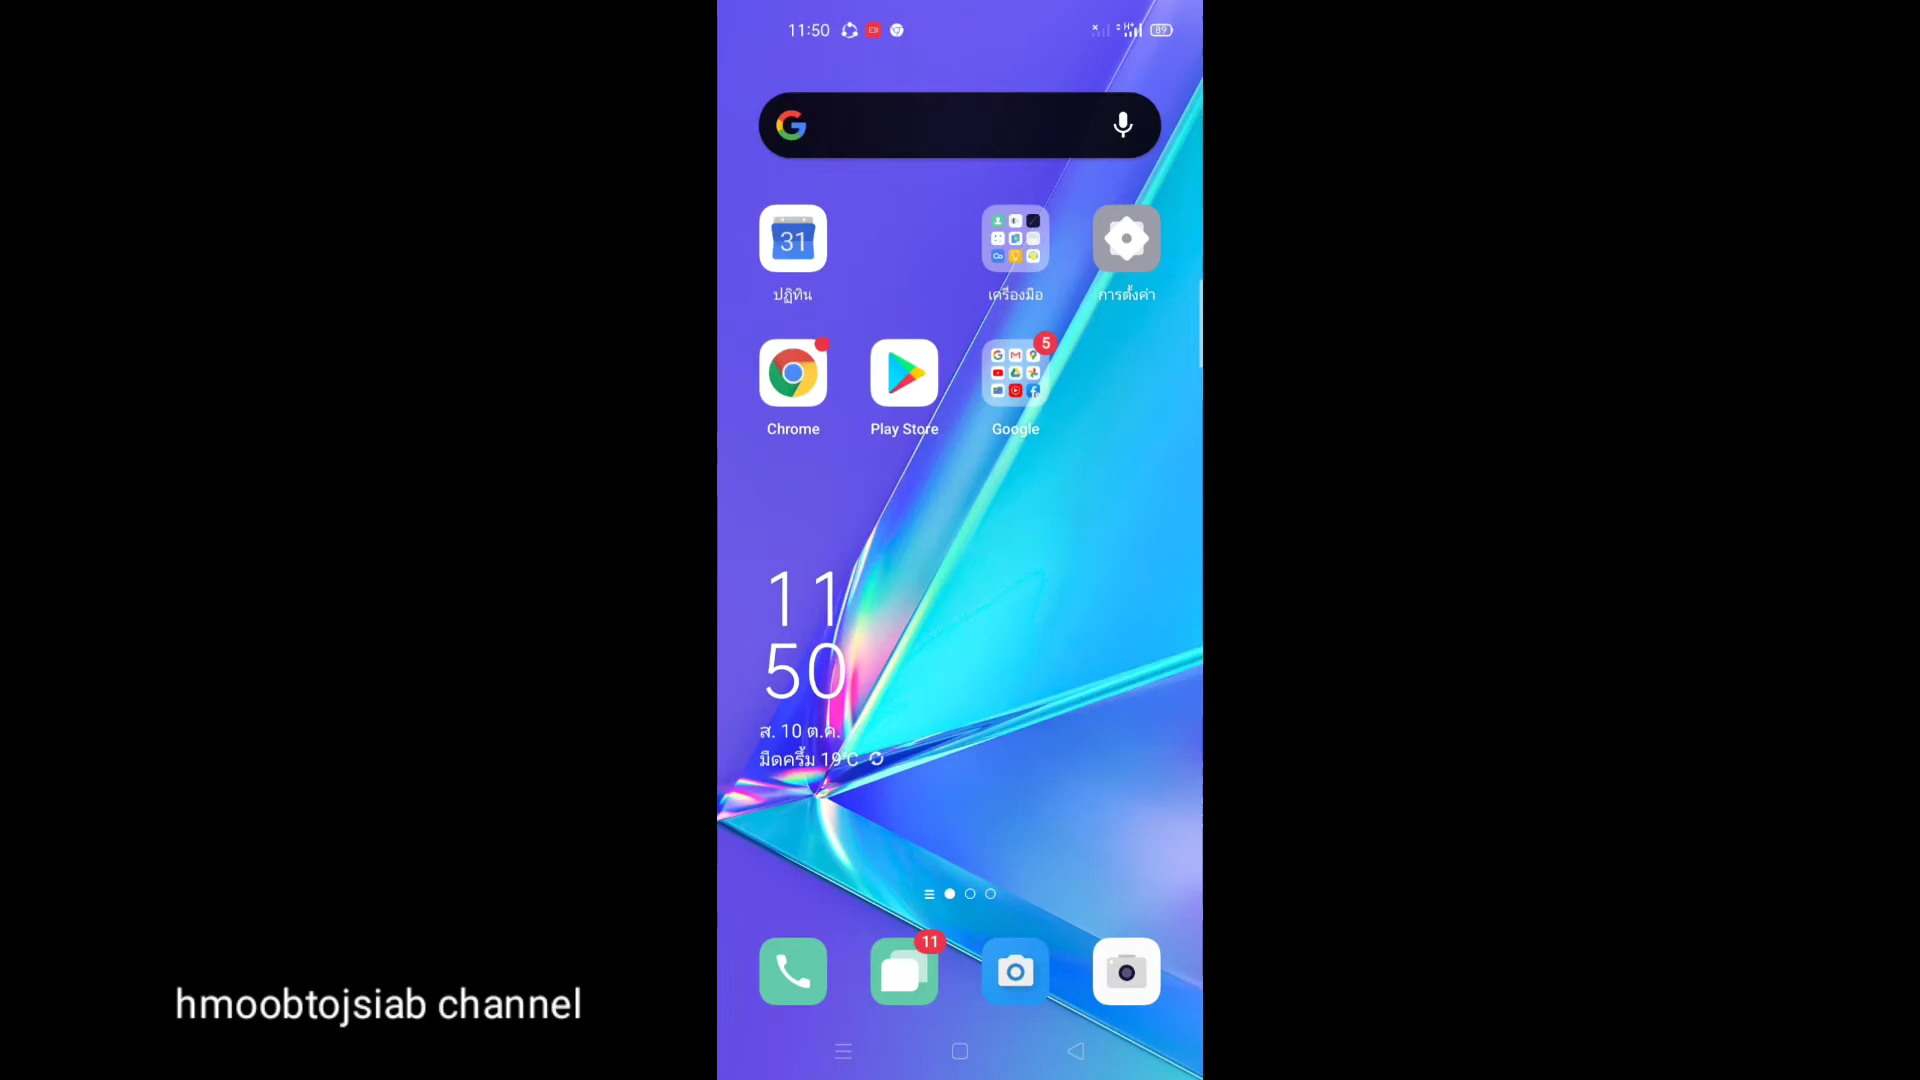 11:50
H+
89
31
ปฏิทิน
เครื่องมือ
การตั้งค่า
5
Chrome
Play Store
Google
11
50
ส. 10 ต.ค.
มืดครึ้ม 19°C
11
hmoobtojsiab channel